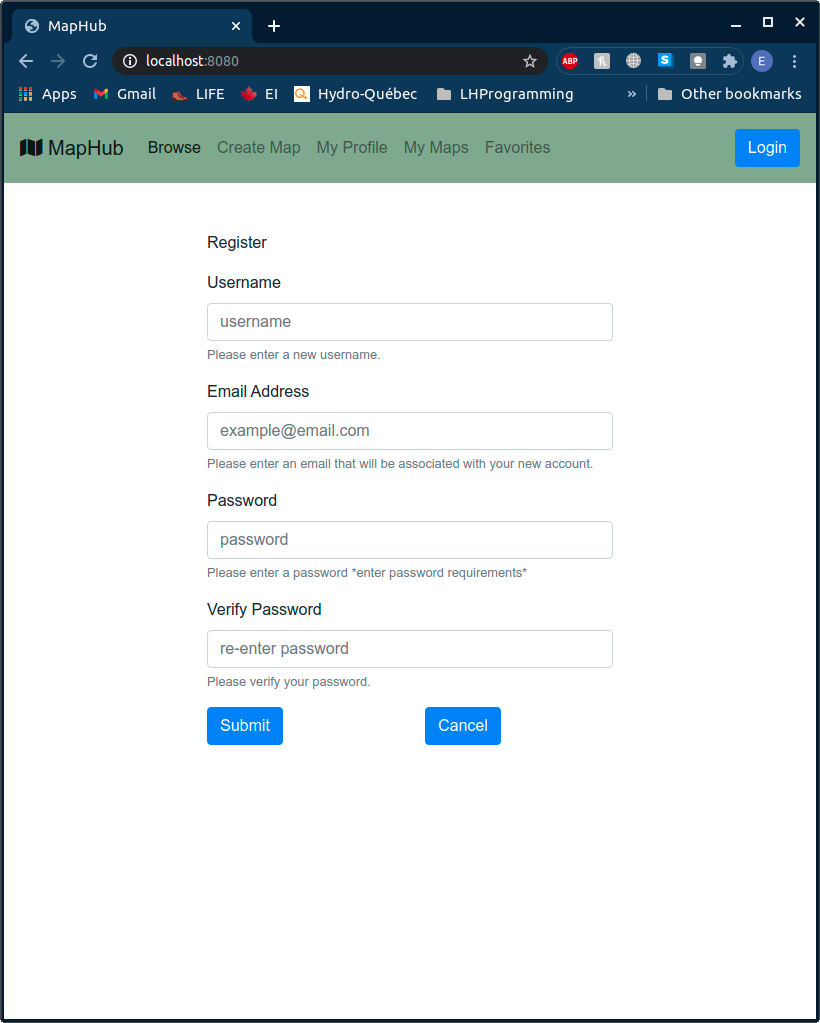 MapHub
localhost:8080
ABP
S
E
Apps Gmail LIFE EI Hydro-Québec LHProgramming » Other bookmarks
MapHub Browse Create Map My Profile My Maps Favorites Login
Register
Username
username
Please enter a new username.
Email Address
example@email.com
Please enter an email that will be associated with your new account.
Password
password
Please enter a password *enter password requirements*
Verify Password
re-enter password
Please verify your password.
Submit Cancel